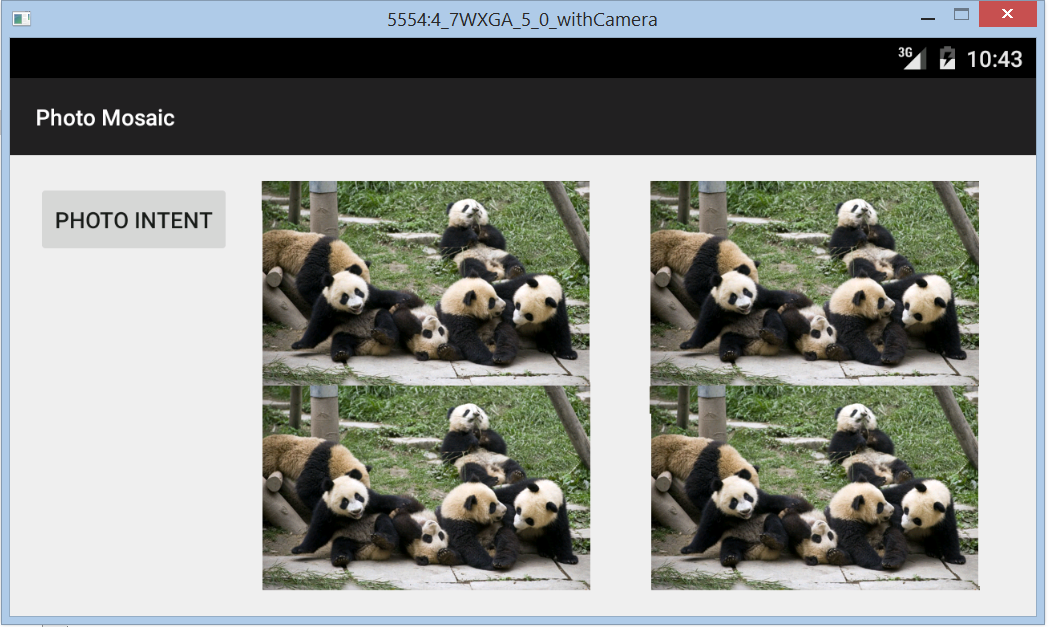 5554:4_7WXGA_5_0_withCamera
3G 10:43
Photo Mosaic
PHOTO INTENT